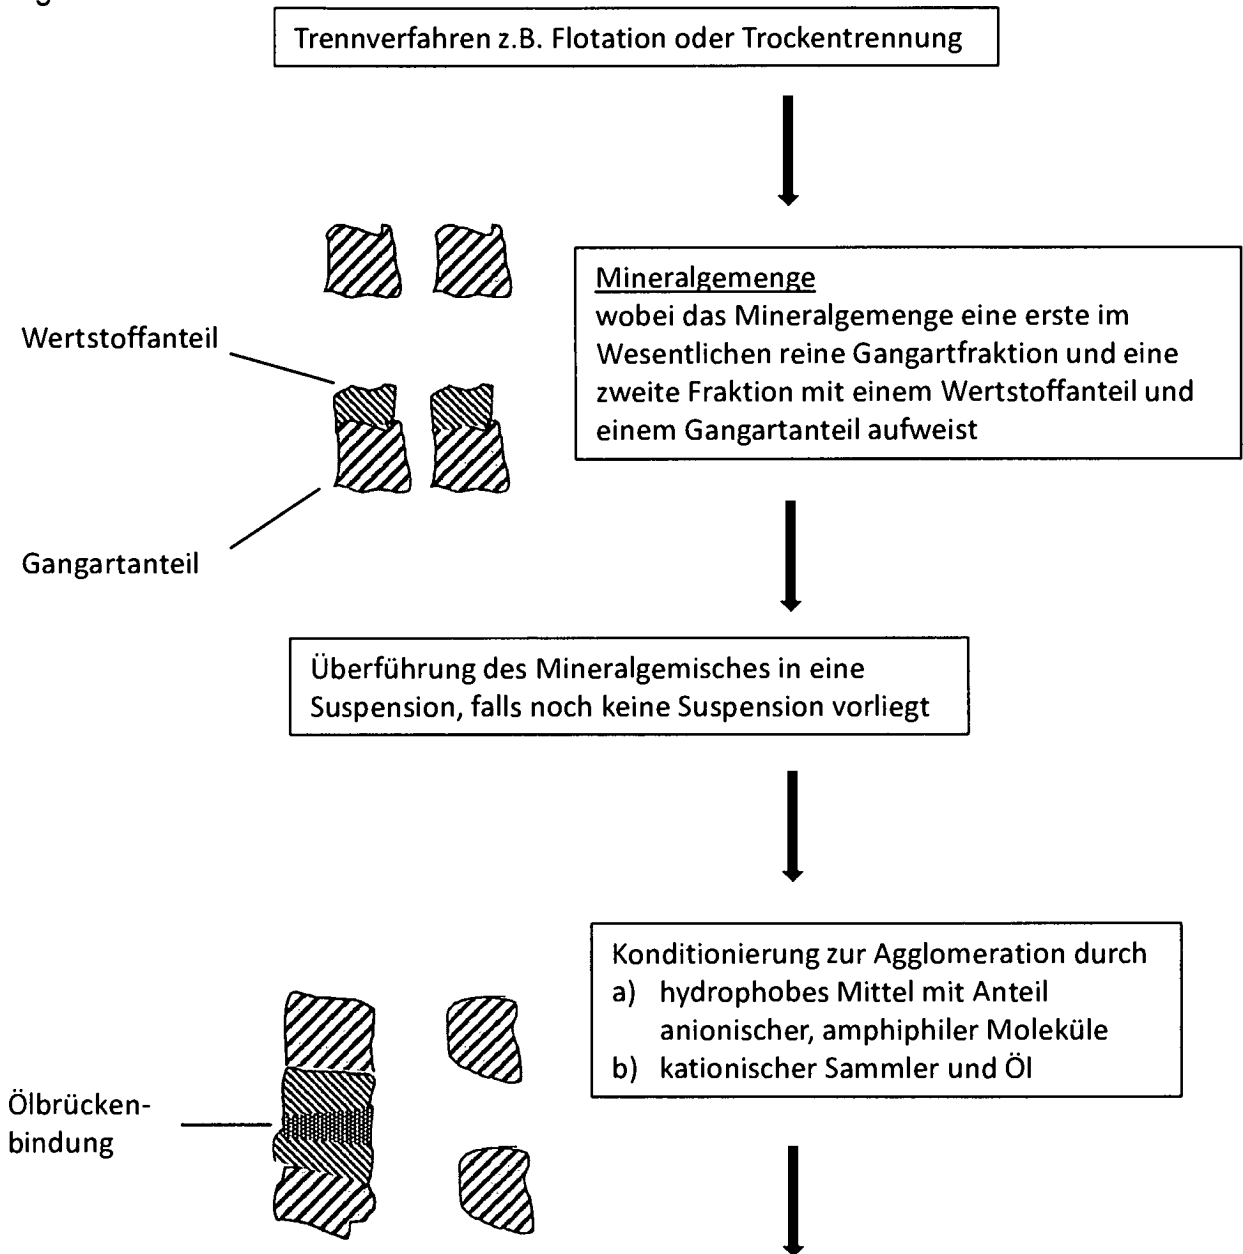 Trennverfahren z.B. Flotation oder Trockentrennung
Mineralgemenge
wobei das Mineralgemenge eine erste im
Wesentlichen reine Gangartfraktion und eine
zweite Fraktion mit einem Wertstoffanteil und
einem Gangartanteil aufweist
Wertstoffanteil
Gangartanteil
Überführung des Mineralgemisches in eine
Suspension, falls noch keine Suspension vorliegt
Konditionierung zur Agglomeration durch
a) hydrophobes Mittel mit Anteil
anionischer, amphiphiler Moleküle
b) kationischer Sammler und Öl
Ölbrücken-
bindung